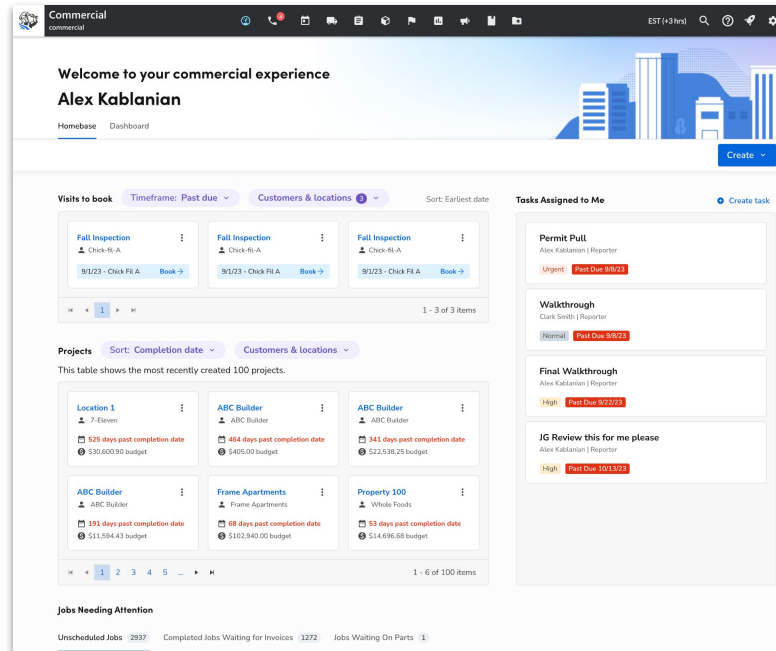 Commercial
commercial
4
EST (+3 hrs)
Welcome to your commercial experience
Alex Kablanian
Homebase Dashboard
Create
Visits to book Timeframe: Past due Customers & locations 3 Sort: Earliest date
Fall Inspection
Chick-fil-A
9/1/23 - Chick Fil A Book →
Fall Inspection
Chick-fil-A
9/1/23 - Chick Fil A Book →
Fall Inspection
Chick-fil-A
9/1/23 - Chick Fil A Book →
1 1 - 3 of 3 items
Projects Sort: Completion date Customers & locations
This table shows the most recently created 100 projects.
Location 1
7-Eleven
525 days past completion date
$30,600.90 budget
ABC Builder
ABC Builder
464 days past completion date
$405.00 budget
ABC Builder
ABC Builder
341 days past completion date
$22,538.25 budget
ABC Builder
ABC Builder
191 days past completion date
$11,594.43 budget
Frame Apartments
Frame Apartments
68 days past completion date
$102,940.00 budget
Property 100
Whole Foods
53 days past completion date
$14,696.68 budget
1 2 3 4 5 ... 1 - 6 of 100 items
Tasks Assigned to Me Create task
Permit Pull
Alex Kablanian | Reporter
Urgent Past Due 9/8/23
Walkthrough
Clark Smith | Reporter
Normal Past Due 9/8/23
Final Walkthrough
Alex Kablanian | Reporter
High Past Due 9/22/23
JG Review this for me please
Alex Kablanian | Reporter
High Past Due 10/13/23
Jobs Needing Attention
Unscheduled Jobs 2937 Completed Jobs Waiting for Invoices 1272 Jobs Waiting On Parts 1